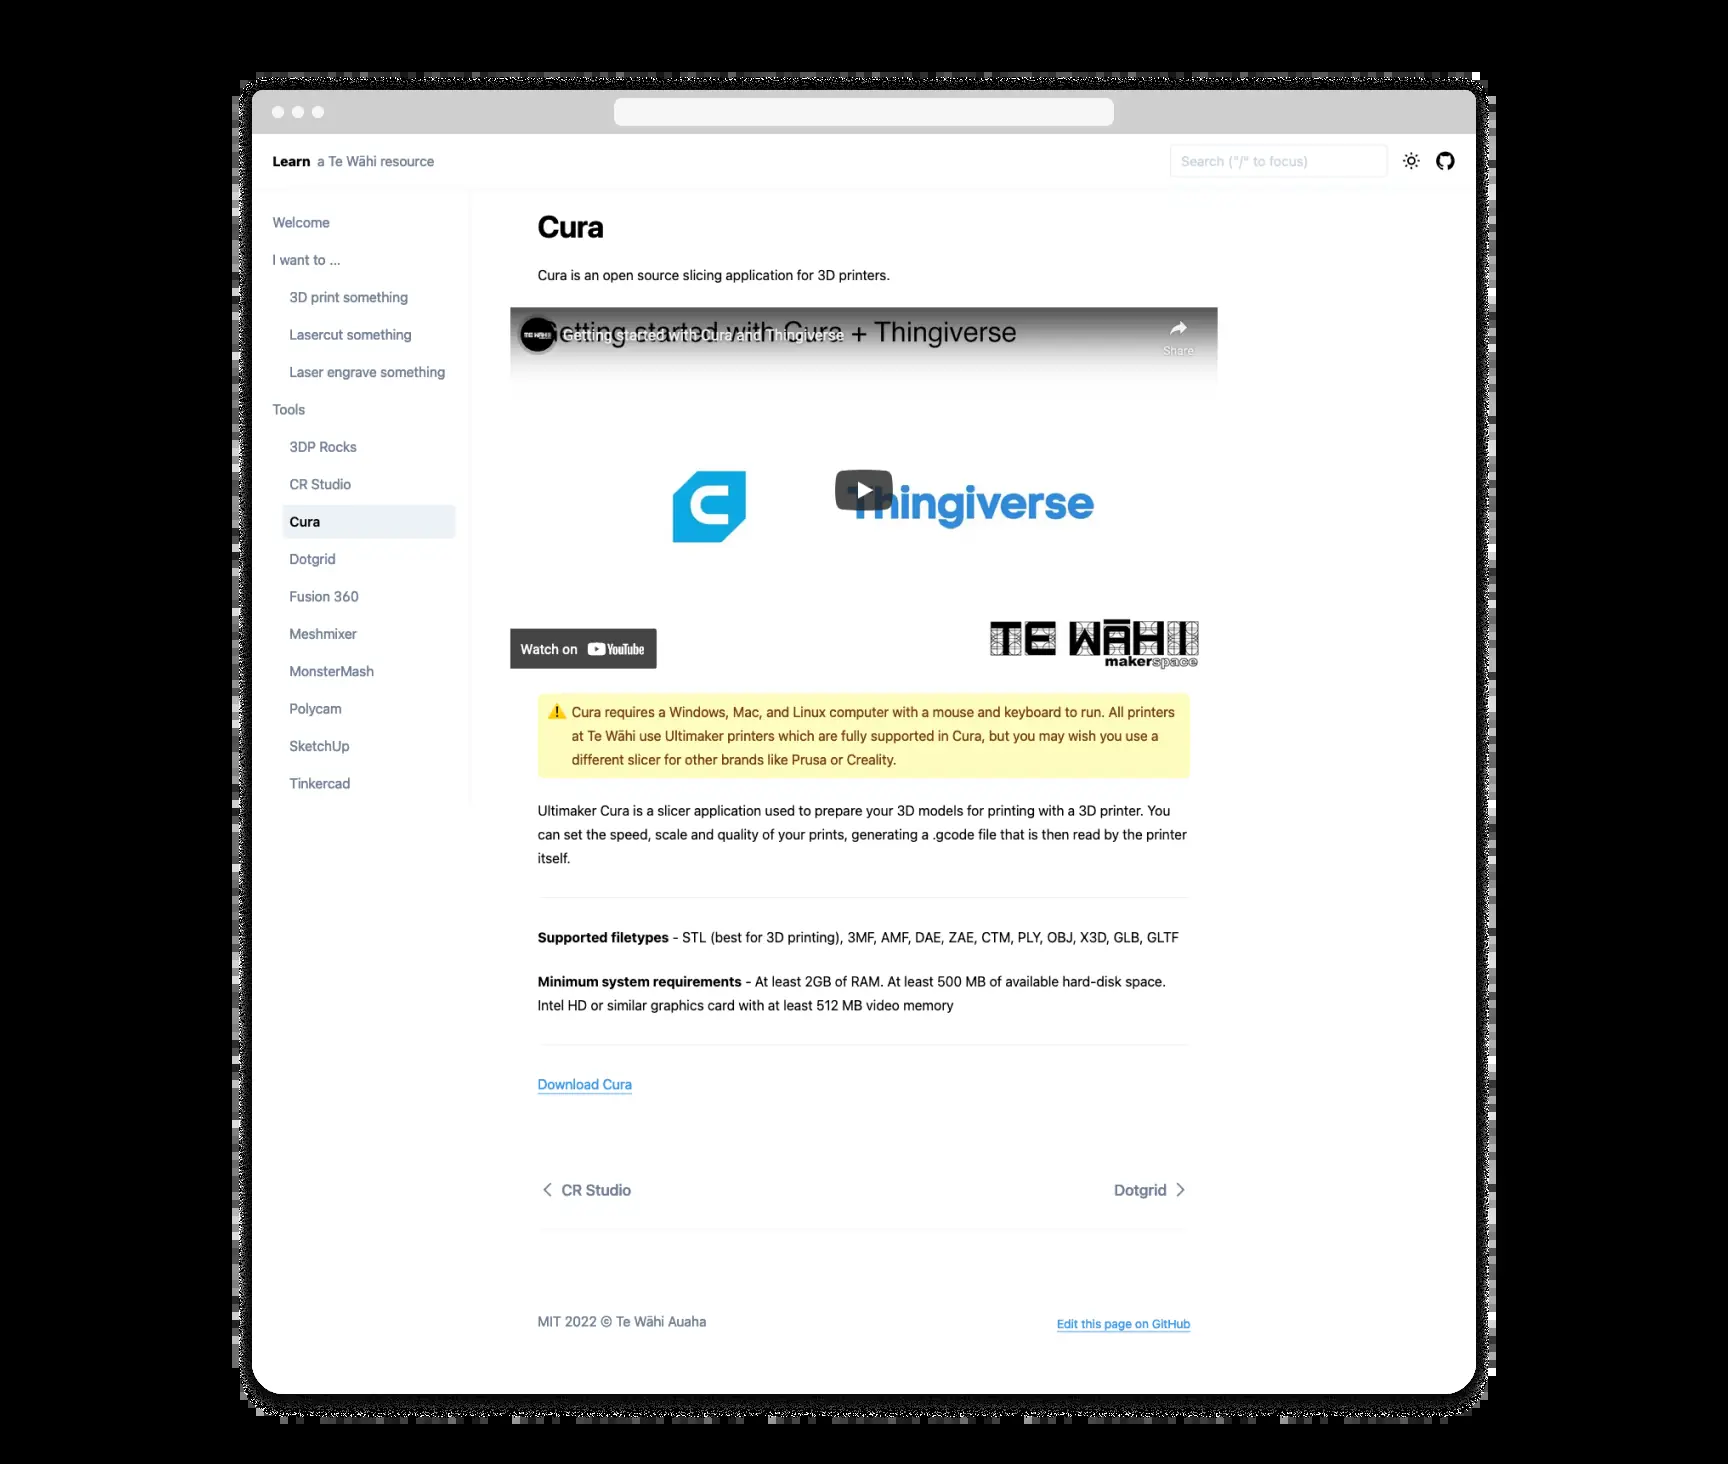 Learn a Te Wāhi resource
Search ("/" to focus)
Welcome
I want to ...
3D print something
Lasercut something
Laser engrave something
Tools
3DP Rocks
CR Studio
Cura
Dotgrid
Fusion 360
Meshmixer
MonsterMash
Polycam
SketchUp
Tinkercad
Cura
Cura is an open source slicing application for 3D printers.
Getting started with Cura + Thingiverse
TE WĀHI
Getting started with Cura and Thingiverse
Share
Thingiverse
Watch on YouTube
TE WĀHI
makerspace
Cura requires a Windows, Mac, and Linux computer with a mouse and keyboard to run. All printers
at Te Wāhi use Ultimaker printers which are fully supported in Cura, but you may wish you use a
different slicer for other brands like Prusa or Creality.
Ultimaker Cura is a slicer application used to prepare your 3D models for printing with a 3D printer. You
can set the speed, scale and quality of your prints, generating a .gcode file that is then read by the printer
itself.
Supported filetypes - STL (best for 3D printing), 3MF, AMF, DAE, ZAE, CTM, PLY, OBJ, X3D, GLB, GLTF
Minimum system requirements - At least 2GB of RAM. At least 500 MB of available hard-disk space.
Intel HD or similar graphics card with at least 512 MB video memory
Download Cura
CR Studio
Dotgrid
MIT 2022 © Te Wāhi Auaha
Edit this page on GitHub